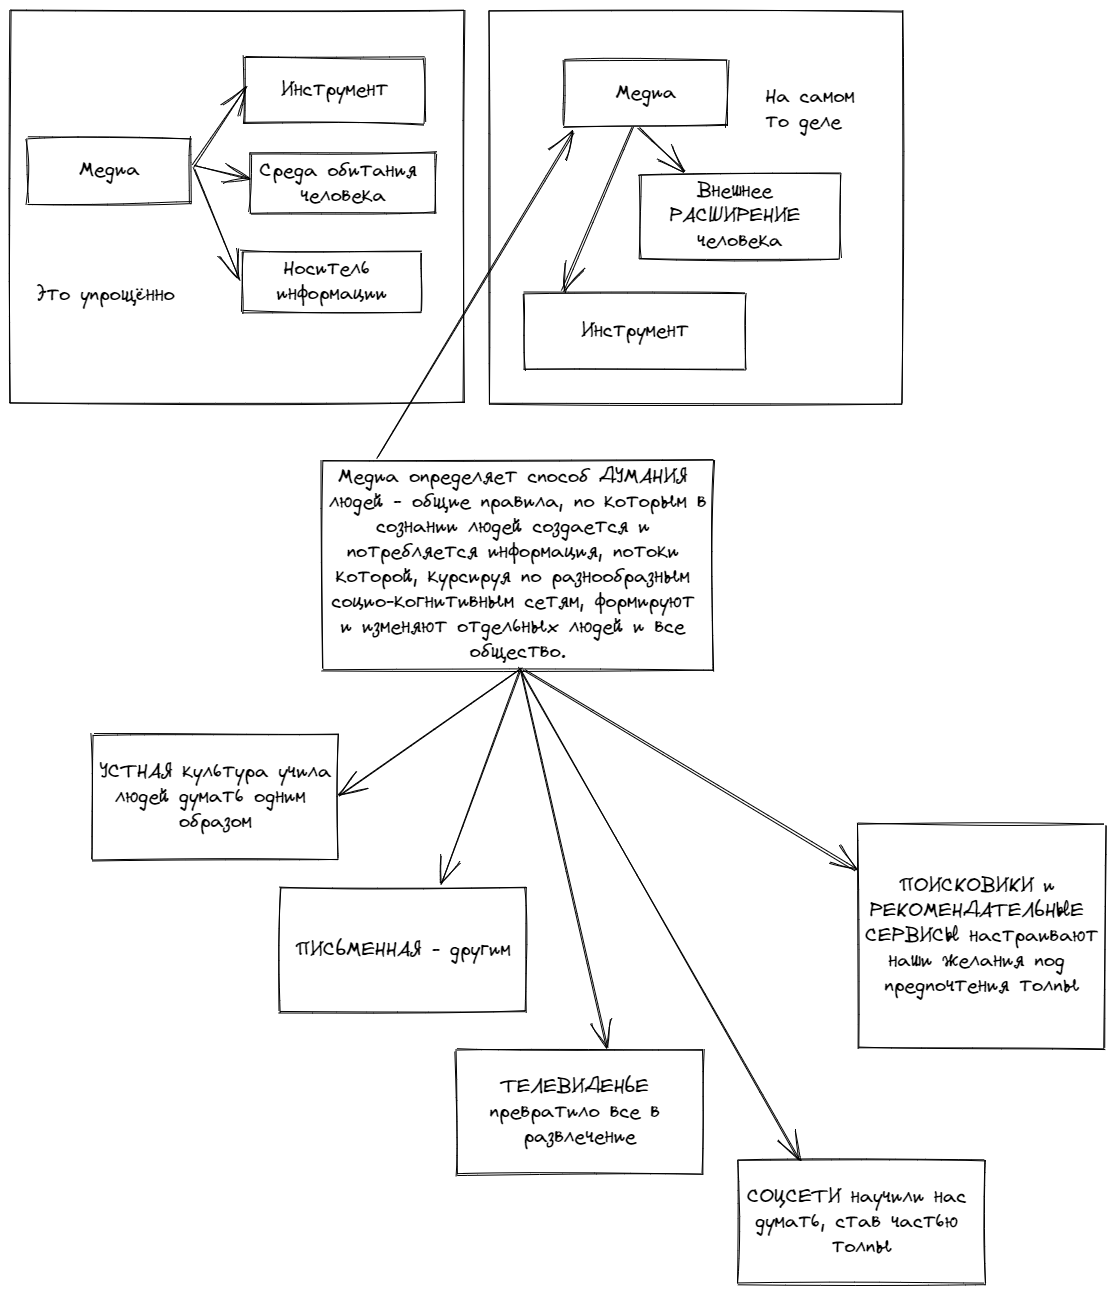 Медиа
Инструмент
Среда обитания
человека
Носитель
информации
Это упрощённо
Медиа
На самом
то деле
Внешнее
РАСШИРЕНИЕ
человека
Инструмент
Медиа определяет способ ДУМАНИЯ
людей - общие правила, по которым в
сознании людей создается и
потребляется информация, потоки
которой, курсируя по разнообразным
социо-когнитивным сетям, формируют
и изменяют отдельных людей и все
общество.
УСТНАЯ культура учила
людей думать одним
образом
ПИСЬМЕННАЯ - другим
ТЕЛЕВИДЕНЬЕ
превратило все в
развлечение
СОЦСЕТИ научили нас
думать, став частью
толпы
ПОИСКОВИКИ и
РЕКОМЕНДАТЕЛЬНЫЕ
СЕРВИСЫ настраивают
наши желания под
предпочтения толпы